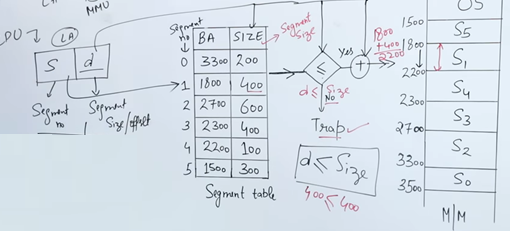 MMU
OS
LA
S d
Segment no
Segment Size/offset
Segment no BA SIZE
0 3300 200
1 1800 400
2 2700 600
3 2300 400
4 2200 100
5 1500 300
Segment table
Segment Size
≤
Yes
+
1800
+400
2200
d ≤ Size
No
Trap
d ≤ Size
400 ≤ 400
1500
S5
1800
S1
2200
S4
2300
S3
2700
S2
3300
S0
3500
M/M